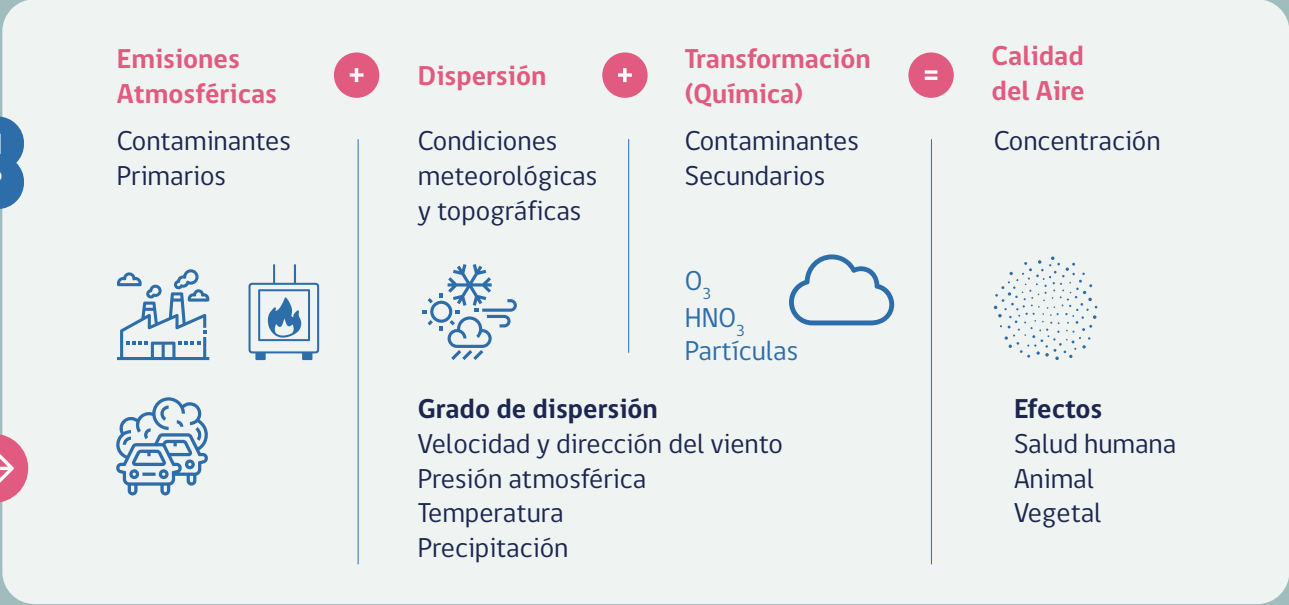 Emisiones
Atmosféricas
+
Dispersión
+
Transformación
(Química)
=
Calidad
del Aire
Contaminantes
Primarios
Condiciones
meteorológicas
y topográficas
Contaminantes
Secundarios
Concentración
O₃
HNO₃
Partículas
Grado de dispersión
Velocidad y dirección del viento
Presión atmosférica
Temperatura
Precipitación
Efectos
Salud humana
Animal
Vegetal